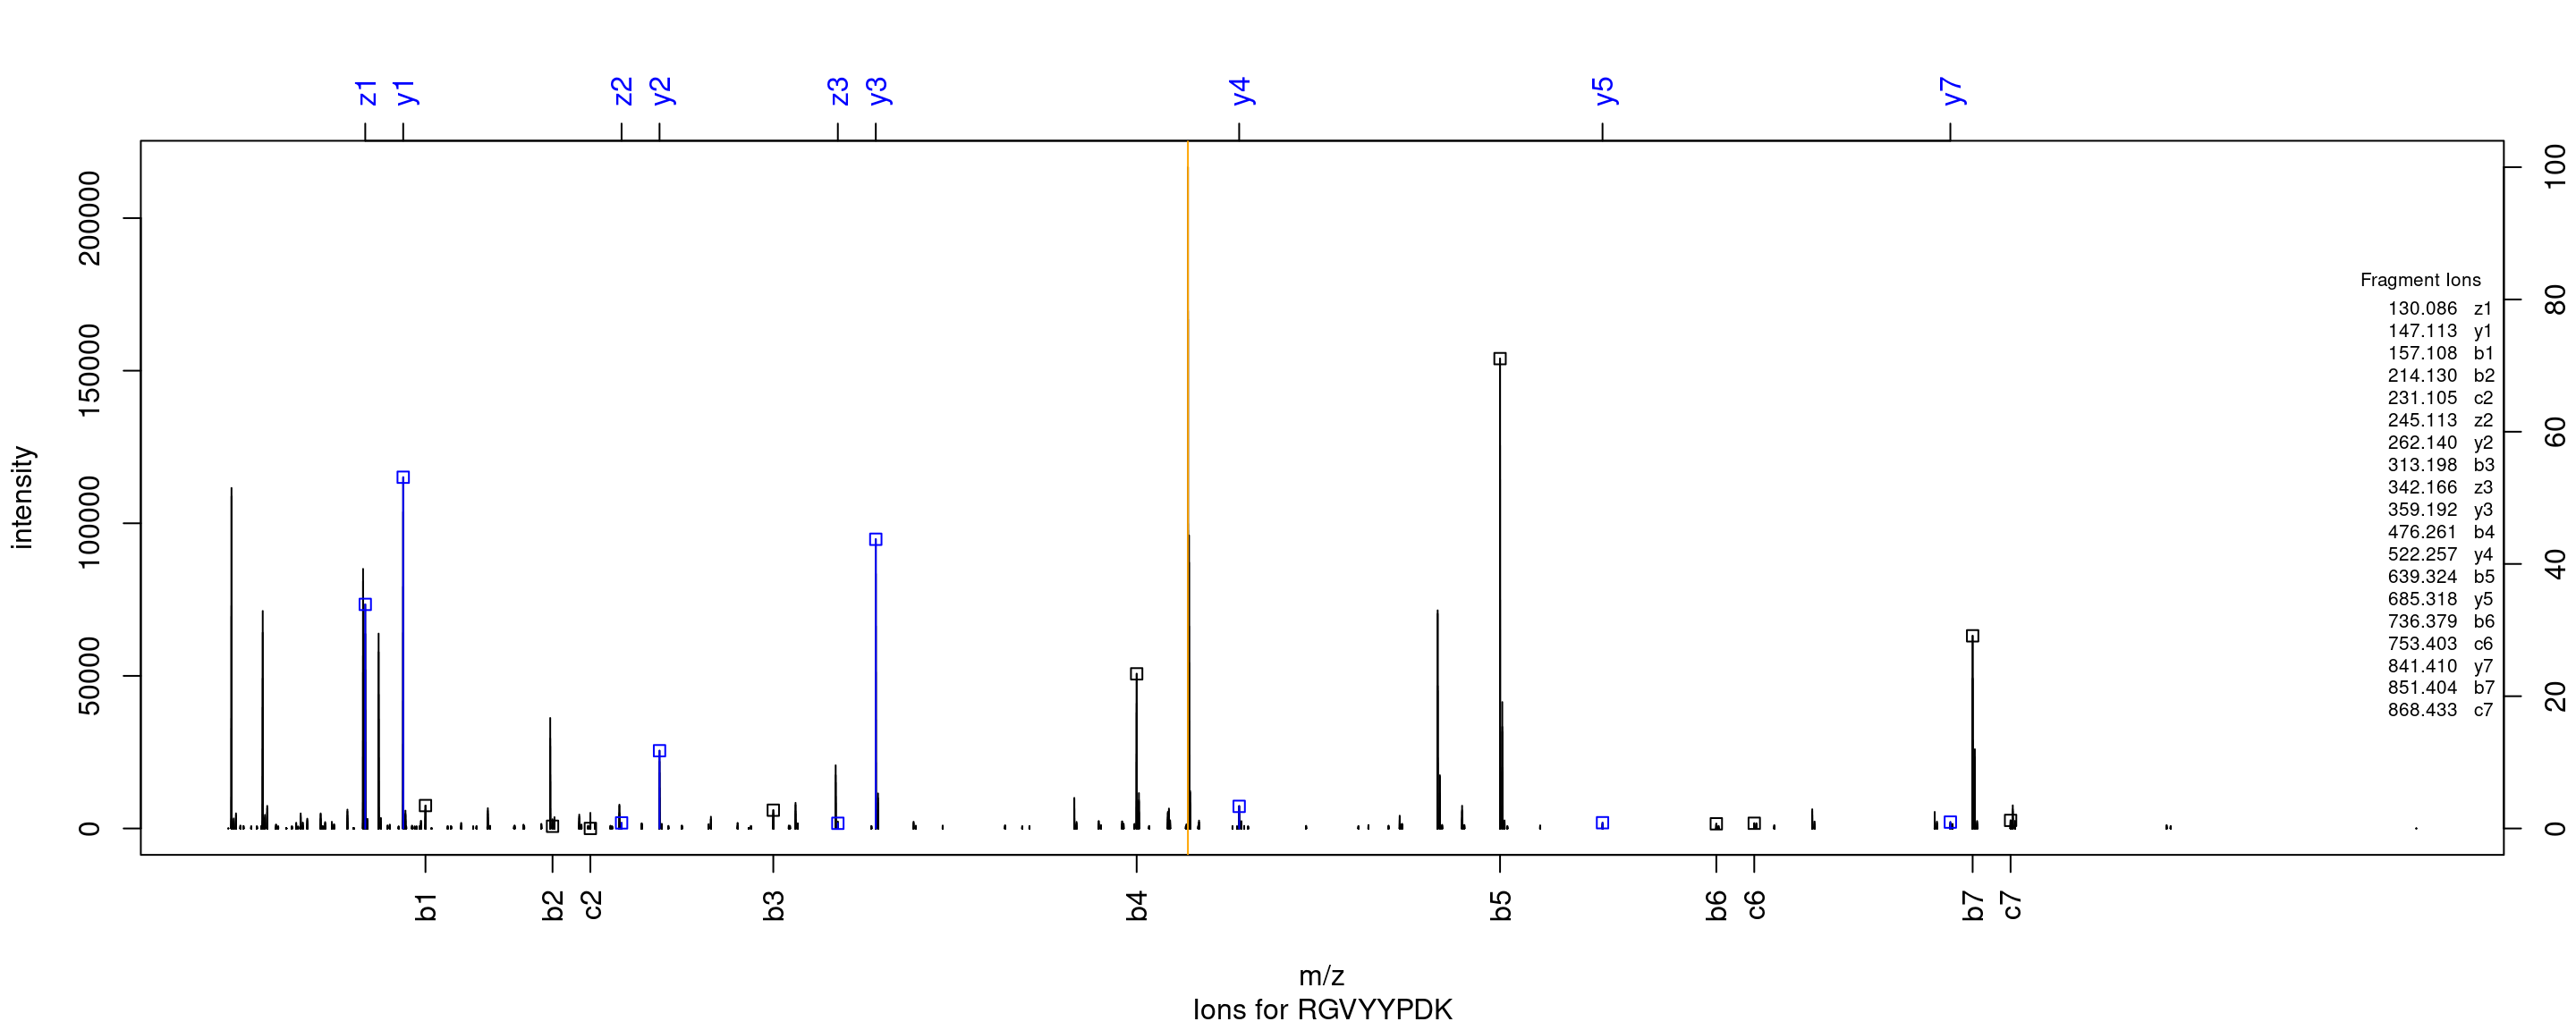 z1 y1 z2 y2 z3 y3 y4 y5 y7
200000
150000
100000
50000
0
intensity
100
80
60
40
20
0
Fragment Ions
130.086 z1
147.113 y1
157.108 b1
214.130 b2
231.105 c2
245.113 z2
262.140 y2
313.198 b3
342.166 z3
359.192 y3
476.261 b4
522.257 y4
639.324 b5
685.318 y5
736.379 b6
753.403 c6
841.410 y7
851.404 b7
868.433 c7
b1 b2 c2 b3 b4 b5 b6 c6 b7 c7
m/z
Ions for RGVYYPDK